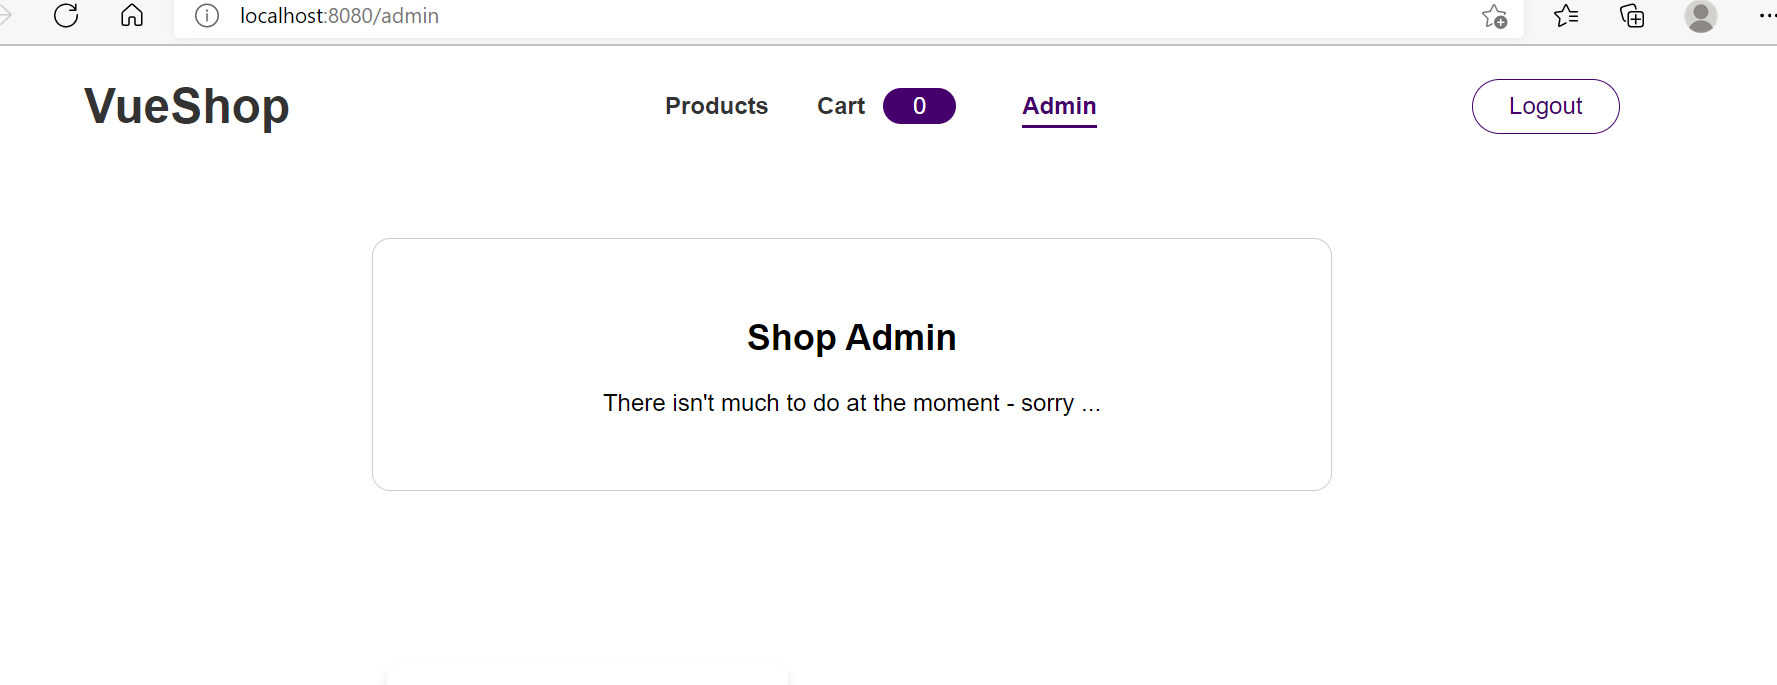 localhost:8080/admin
VueShop Products Cart 0 Admin Logout
Shop Admin
There isn't much to do at the moment - sorry ...